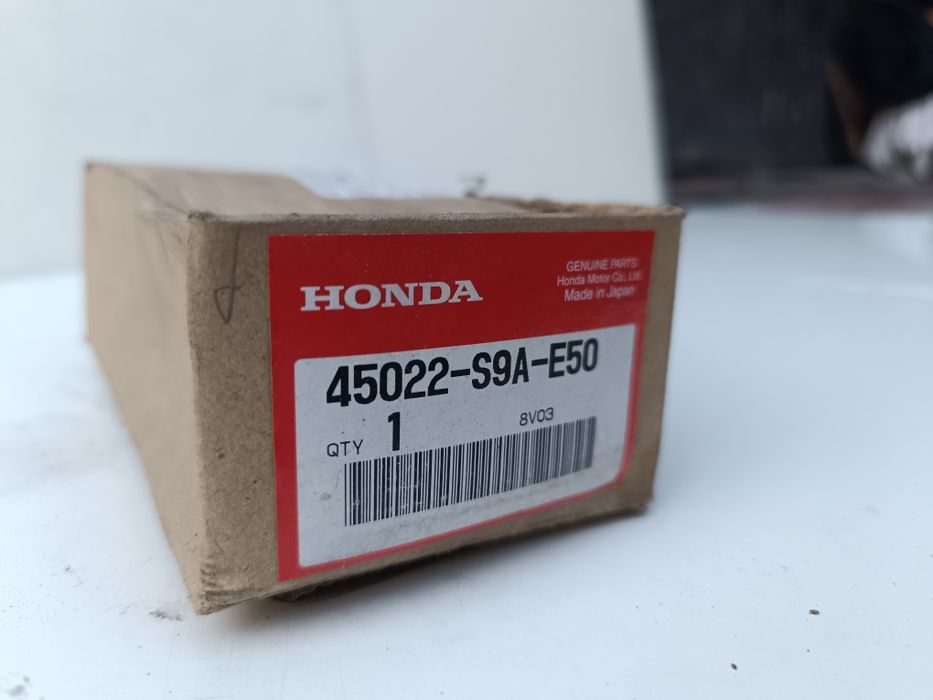 HONDA
GENUINE PARTS
Honda Motor Co., Ltd.
Made in Japan
45022-S9A-E50
QTY 1 8V03